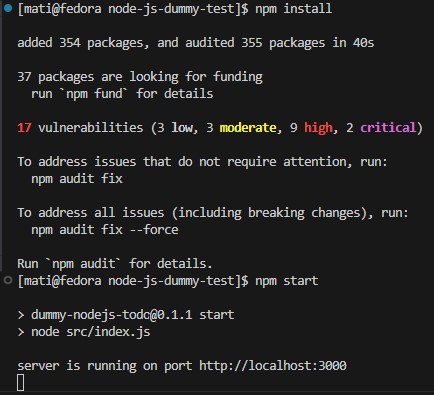 [mati@fedora node-js-dummy-test]$ npm install
added 354 packages, and audited 355 packages in 40s
37 packages are looking for funding
run `npm fund` for details
17 vulnerabilities (3 low, 3 moderate, 9 high, 2 critical)
To address issues that do not require attention, run:
npm audit fix
To address all issues (including breaking changes), run:
npm audit fix --force
Run `npm audit` for details.
[mati@fedora node-js-dummy-test]$ npm start
> dummy-nodejs-todo@0.1.1 start
> node src/index.js
server is running on port http://localhost:3000